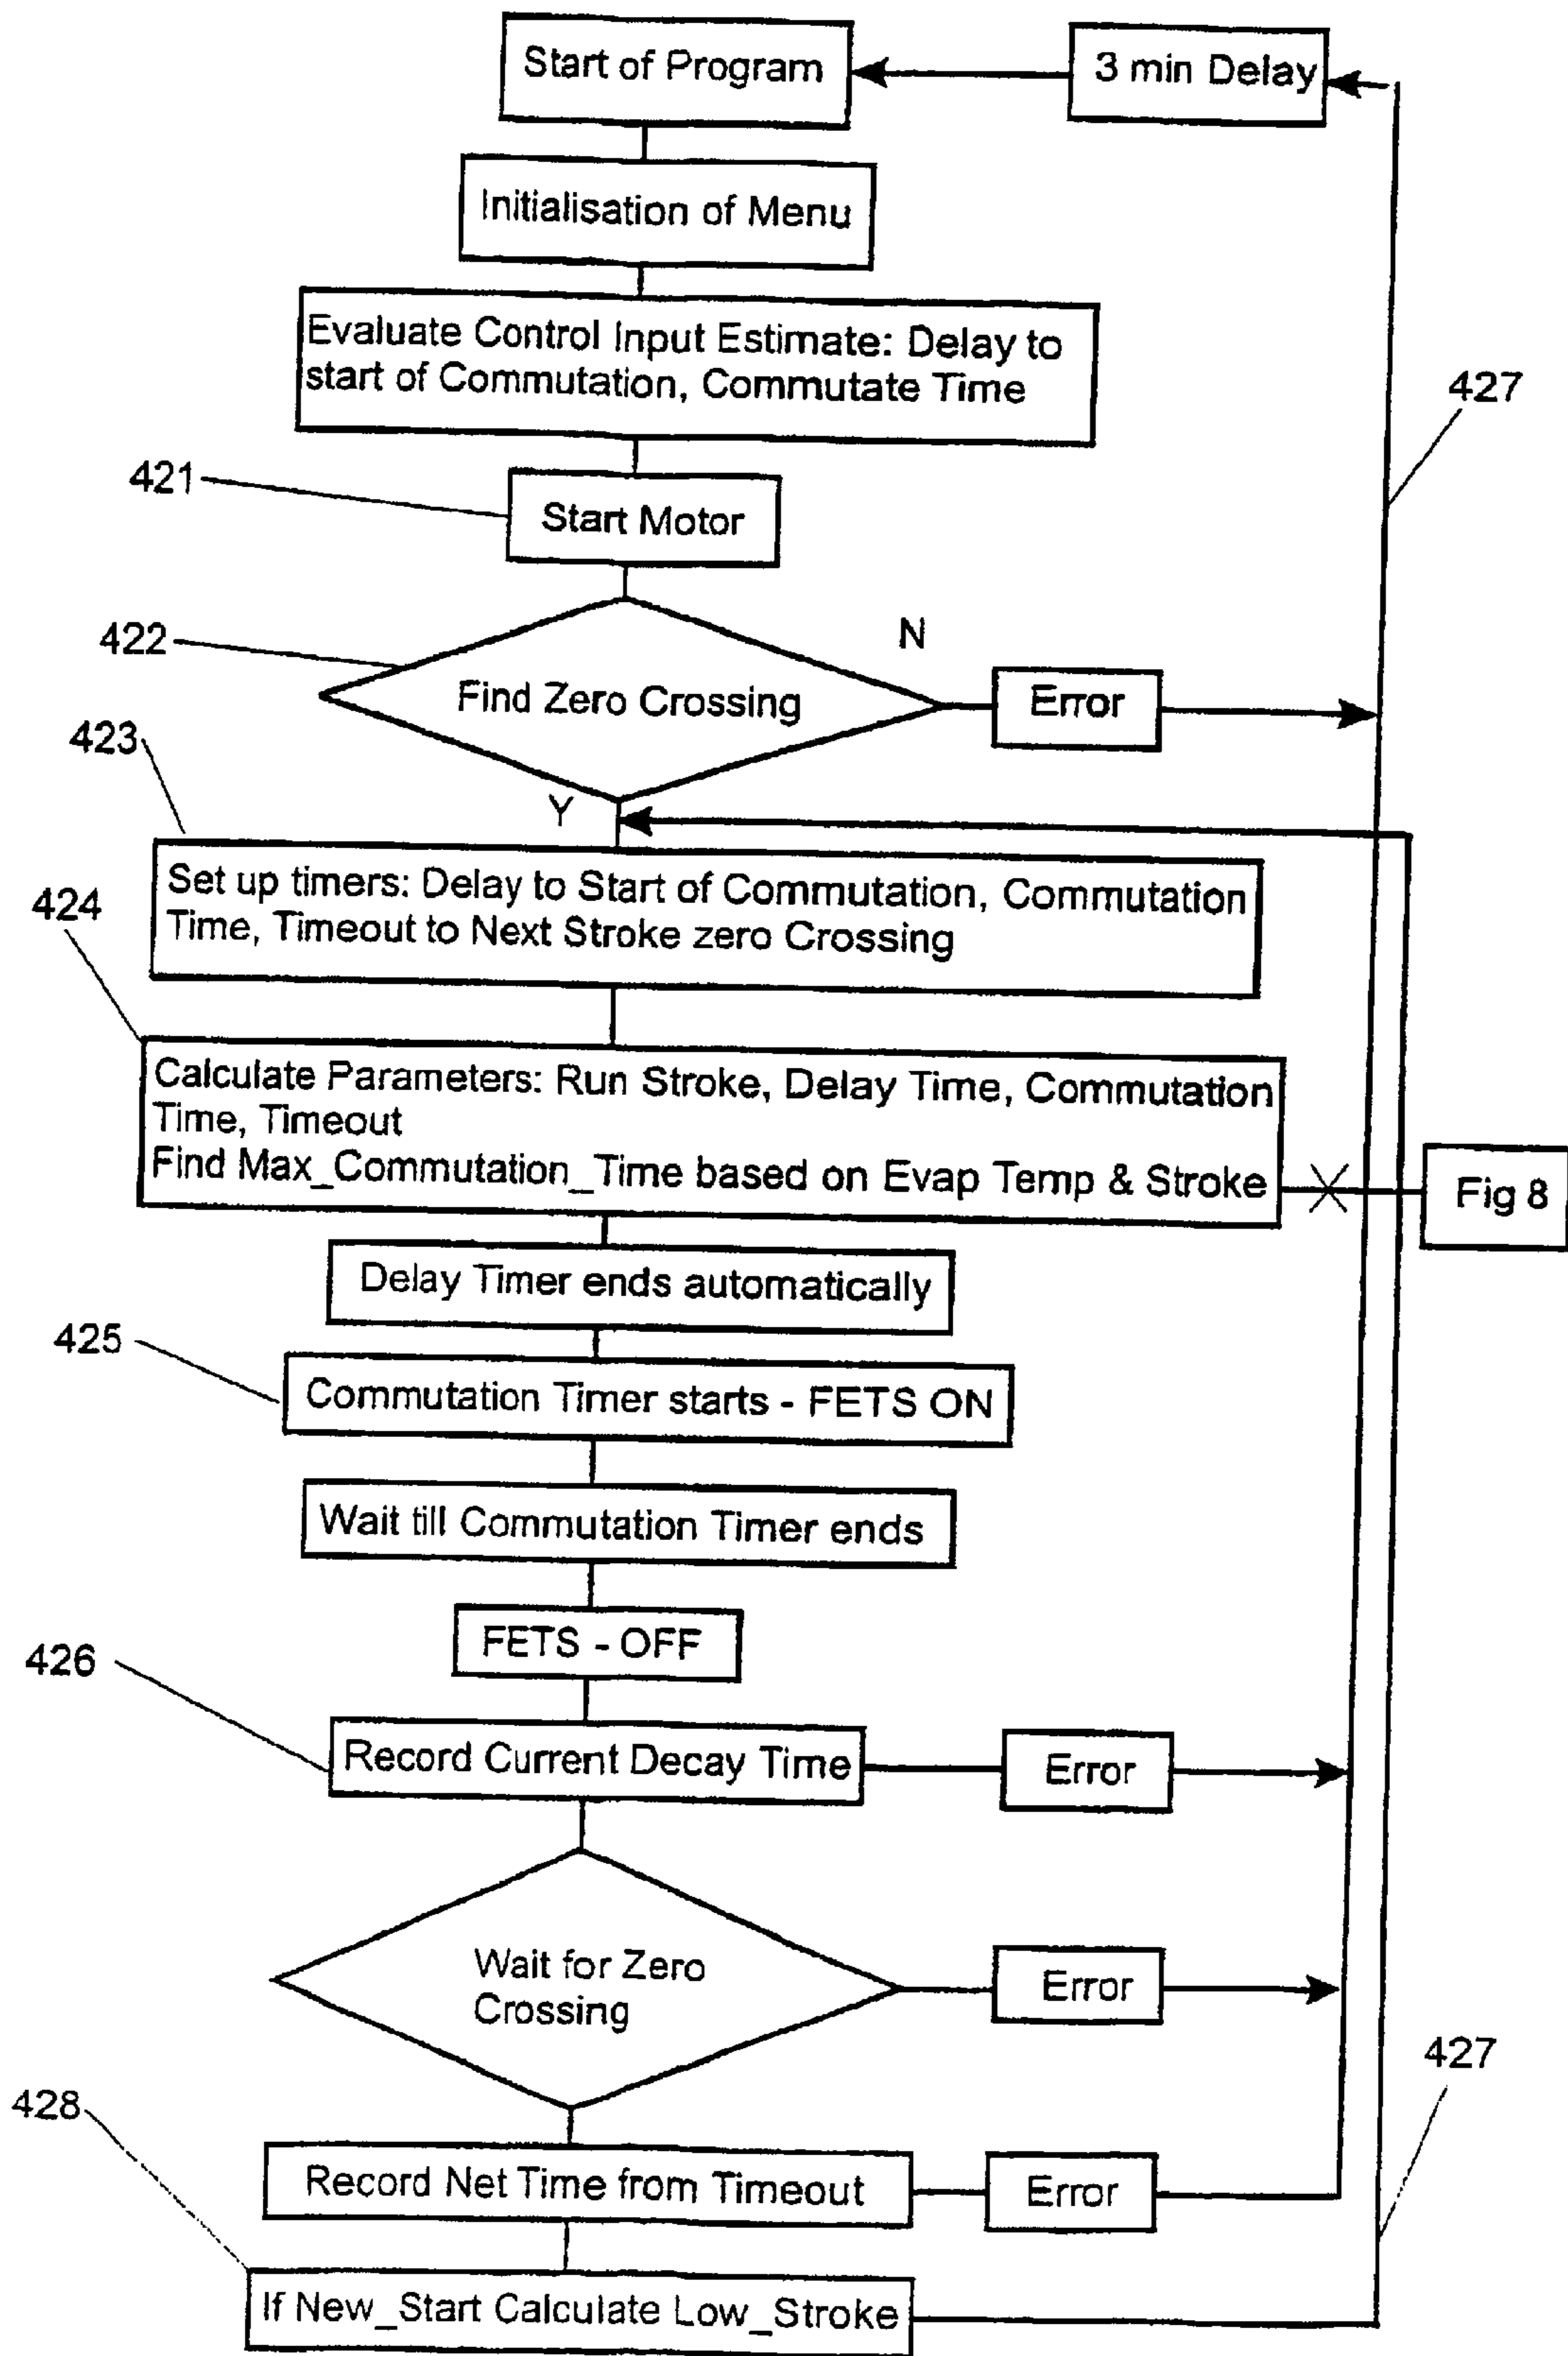 Start of Program
3 min Delay
Initialisation of Menu
Evaluate Control Input Estimate: Delay to
start of Commutation, Commutate Time
427
421
Start Motor
422
N
Find Zero Crossing
Error
423
Y
Set up timers: Delay to Start of Commutation, Commutation
Time, Timeout to Next Stroke zero Crossing
424
Calculate Parameters: Run Stroke, Delay Time, Commutation
Time, Timeout
Find Max_Commutation_Time based on Evap Temp & Stroke
Fig 8
Delay Timer ends automatically
425
Commutation Timer starts - FETS ON
Wait till Commutation Timer ends
FETS - OFF
426
Record Current Decay Time
Error
Wait for Zero
Crossing
Error
427
428
Record Net Time from Timeout
Error
If New_Start Calculate Low_Stroke